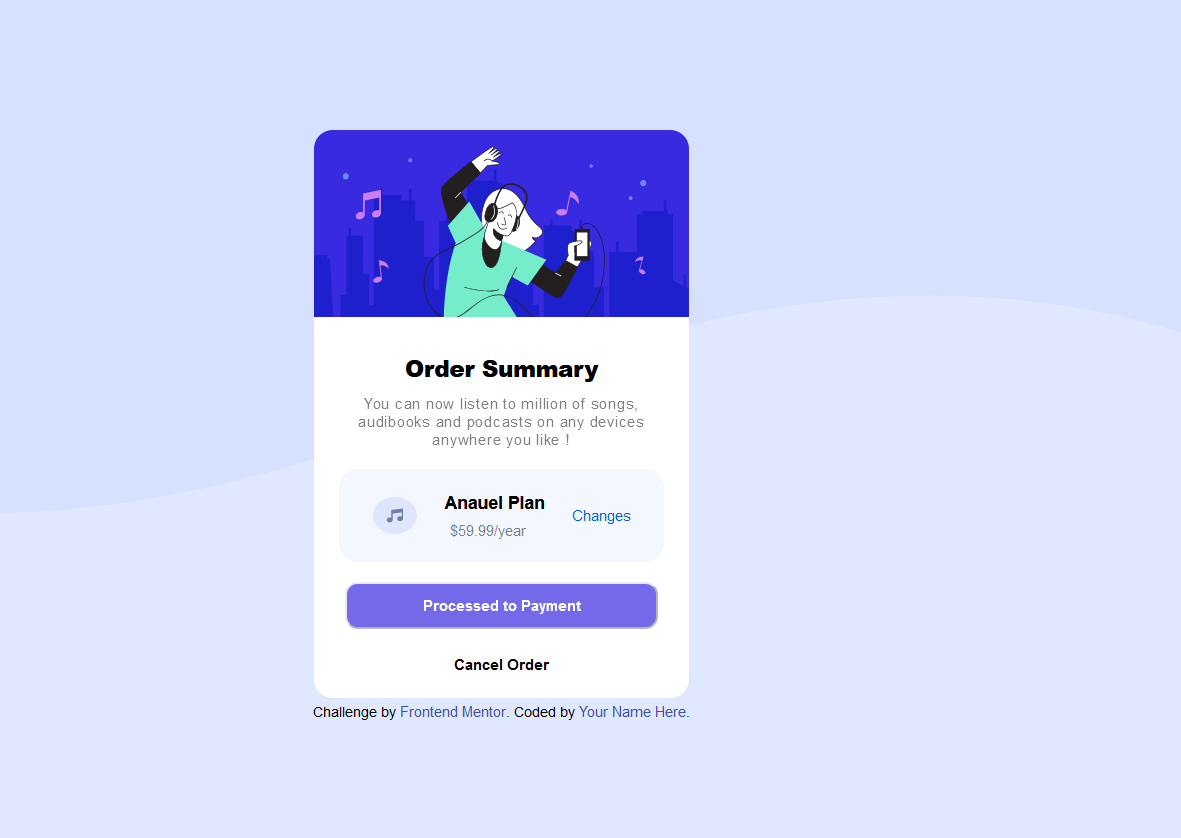 Order Summary
You can now listen to million of songs,
audibooks and podcasts on any devices
anywhere you like !
Anauel Plan
$59.99/year
Changes
Processed to Payment
Cancel Order
Challenge by Frontend Mentor. Coded by Your Name Here.